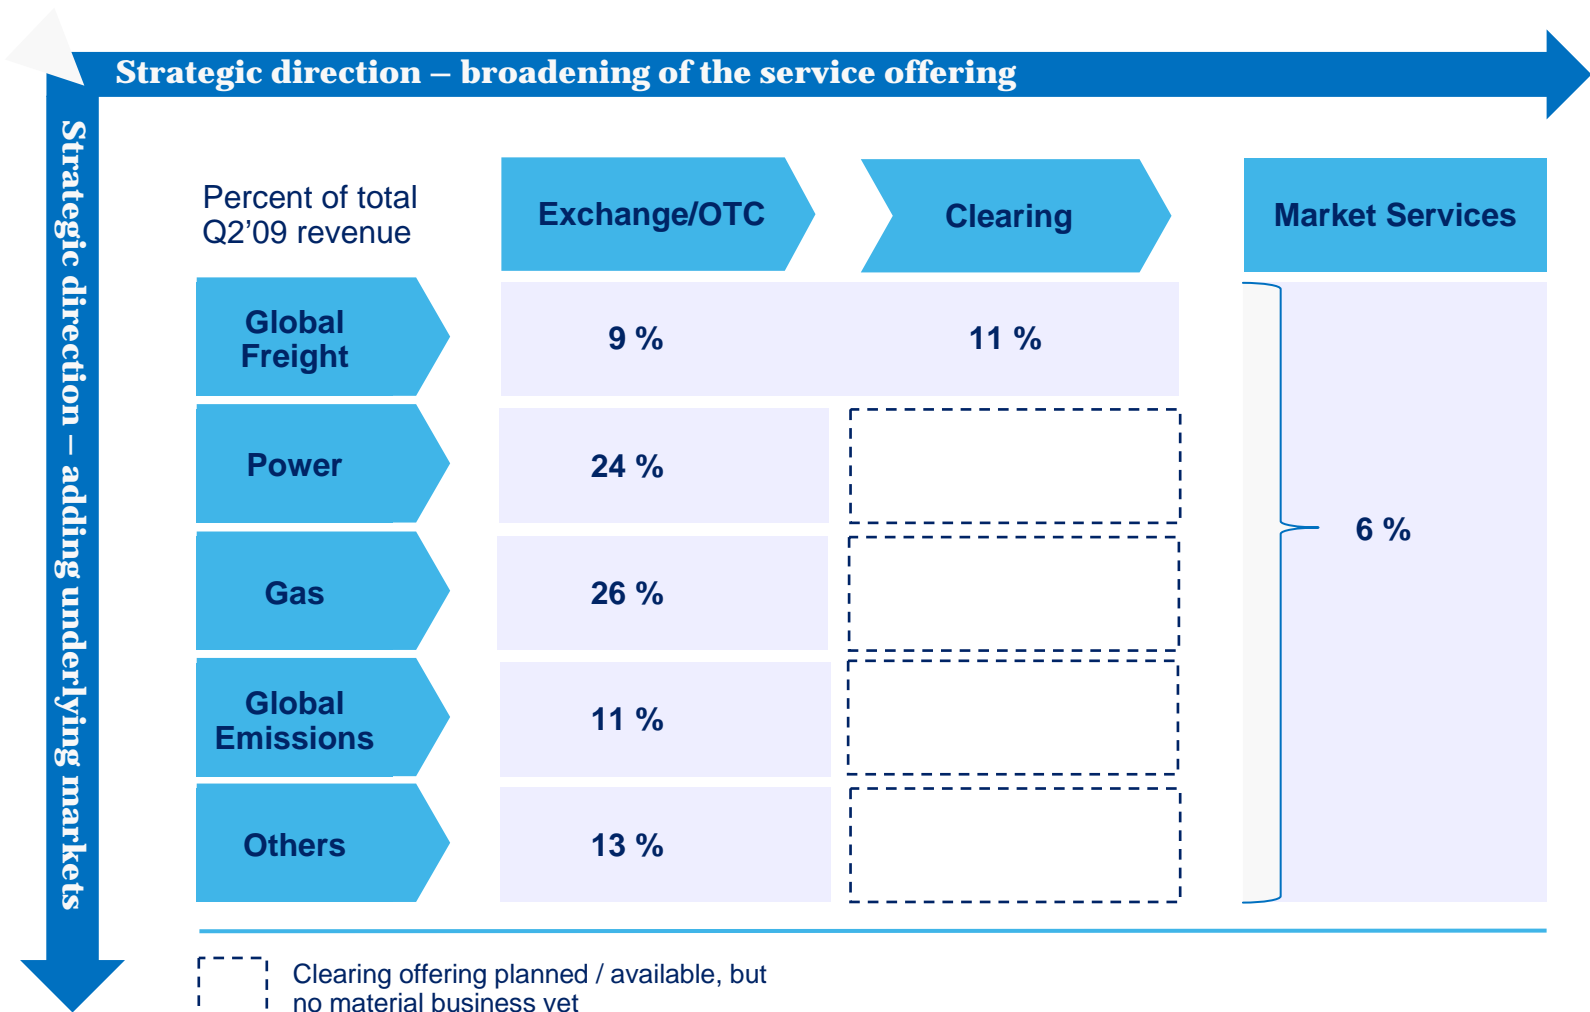 Strategic direction – broadening of the service offering
Strategic direction – adding underlying markets
Percent of total
Q2’09 revenue
Exchange/OTC
Clearing
Market Services
Global
Freight
9 %
11 %
Power
24 %
Gas
26 %
6 %
Global
Emissions
11 %
Others
13 %
Clearing offering planned / available, but
no material business yet